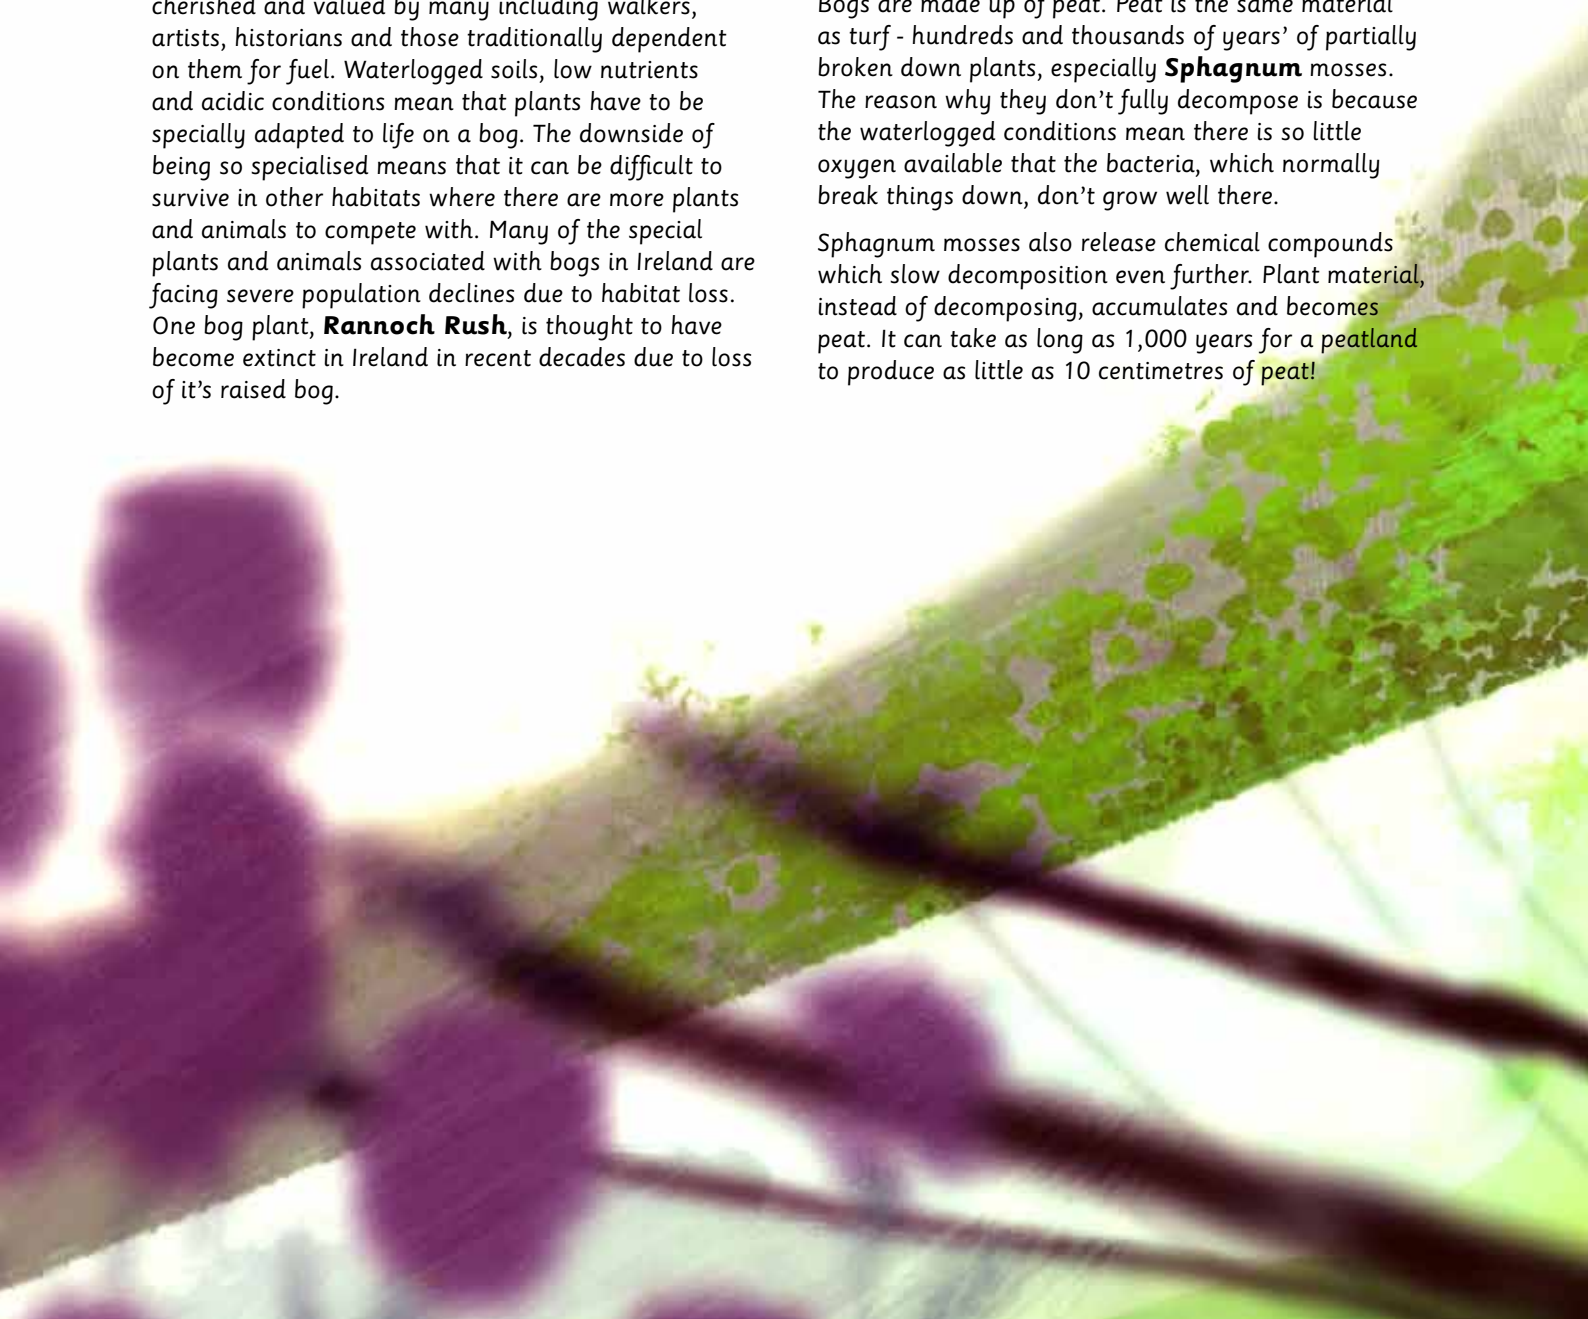 cherished and valued by many including walkers,
artists, historians and those traditionally dependent
on them for fuel. Waterlogged soils, low nutrients
and acidic conditions mean that plants have to be
specially adapted to life on a bog. The downside of
being so specialised means that it can be difficult to
survive in other habitats where there are more plants
and animals to compete with. Many of the special
plants and animals associated with bogs in Ireland are
facing severe population declines due to habitat loss.
One bog plant, Rannoch Rush, is thought to have
become extinct in Ireland in recent decades due to loss
of it's raised bog.
Bogs are made up of peat. Peat is the same material
as turf - hundreds and thousands of years' of partially
broken down plants, especially Sphagnum mosses.
The reason why they don't fully decompose is because
the waterlogged conditions mean there is so little
oxygen available that the bacteria, which normally
break things down, don't grow well there.
Sphagnum mosses also release chemical compounds
which slow decomposition even further. Plant material,
instead of decomposing, accumulates and becomes
peat. It can take as long as 1,000 years for a peatland
to produce as little as 10 centimetres of peat!